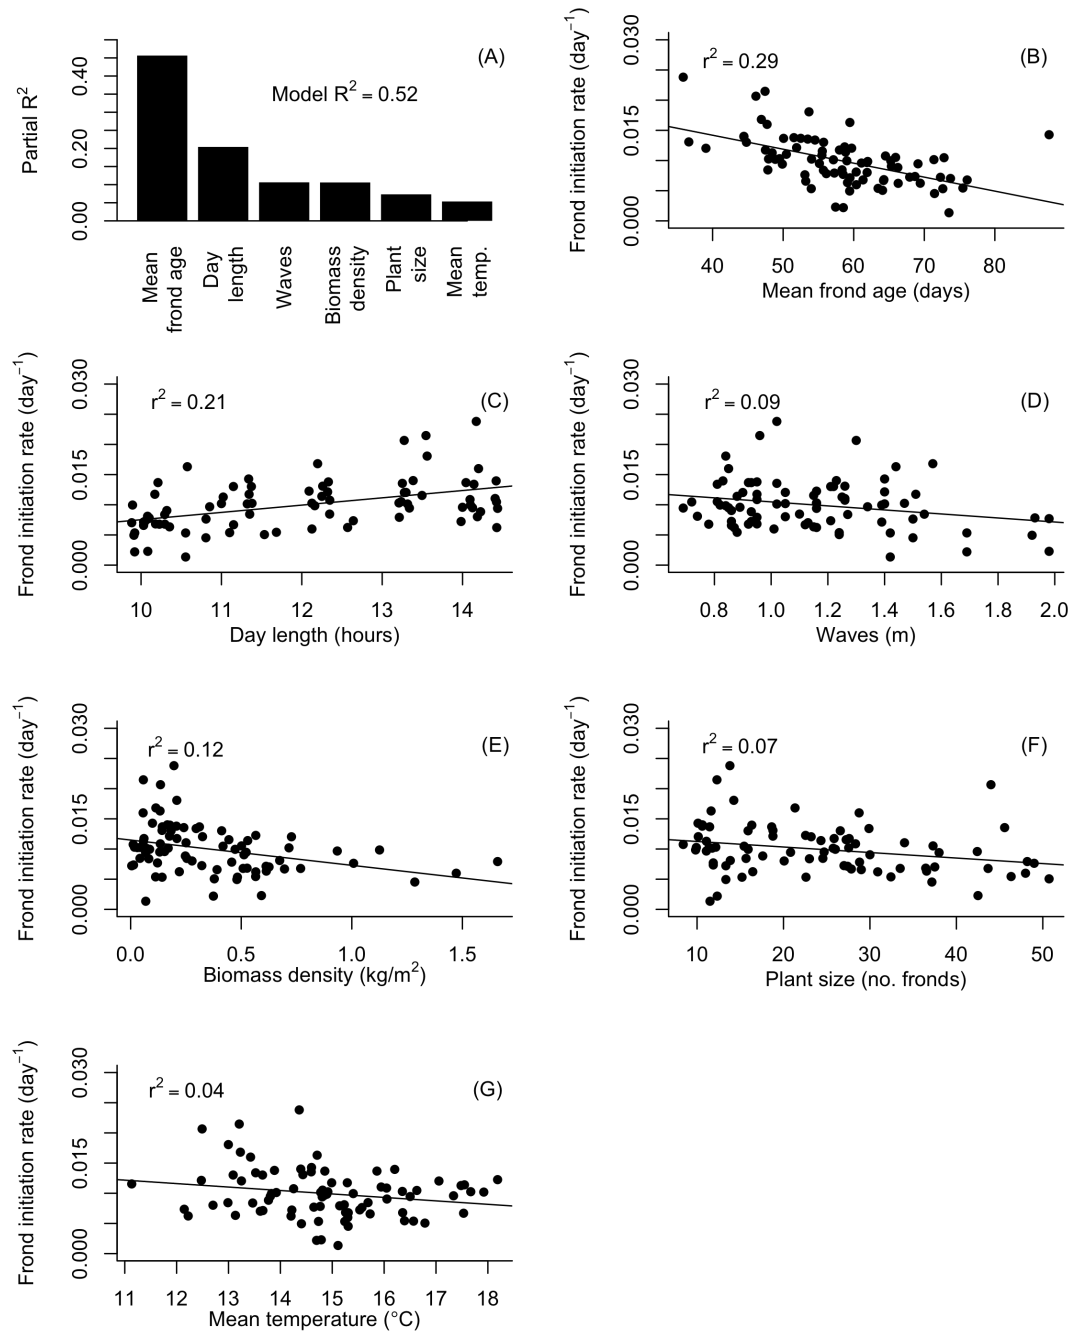 (A)
Model R² = 0.52
Partial R²
0.00 0.20 0.40
Mean frond age
Day length
Waves
Biomass density
Plant size
Mean temp.
(B)
r² = 0.29
Frond initiation rate (day⁻¹)
0.000 0.015 0.030
40 50 60 70 80
Mean frond age (days)
(C)
r² = 0.21
Frond initiation rate (day⁻¹)
0.000 0.015 0.030
10 11 12 13 14
Day length (hours)
(D)
r² = 0.09
Frond initiation rate (day⁻¹)
0.000 0.015 0.030
0.8 1.0 1.2 1.4 1.6 1.8 2.0
Waves (m)
(E)
r² = 0.12
Frond initiation rate (day⁻¹)
0.000 0.015 0.030
0.0 0.5 1.0 1.5
Biomass density (kg/m²)
(F)
r² = 0.07
Frond initiation rate (day⁻¹)
0.000 0.015 0.030
10 20 30 40 50
Plant size (no. fronds)
(G)
r² = 0.04
Frond initiation rate (day⁻¹)
0.000 0.015 0.030
11 12 13 14 15 16 17 18
Mean temperature (°C)